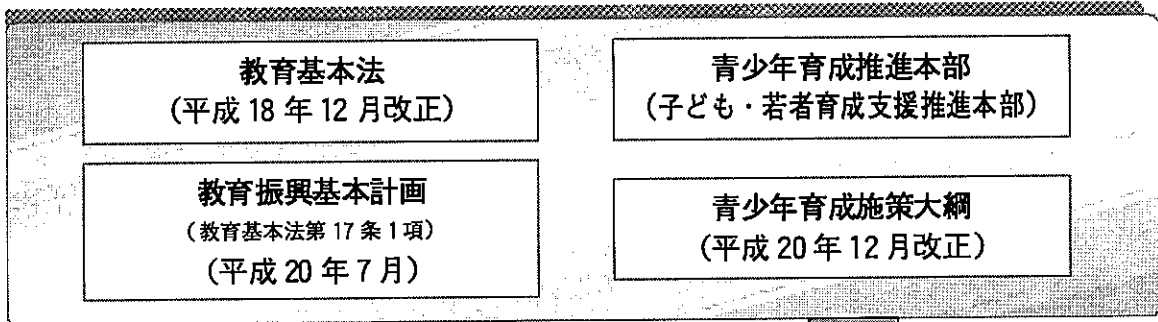 教育基本法
（平成 18 年 12 月改正）
青少年育成推進本部
（子ども・若者育成支援推進本部）
教育振興基本計画
（教育基本法第 17 条 1 項）
（平成 20 年 7 月）
青少年育成施策大綱
（平成 20 年 12 月改正）